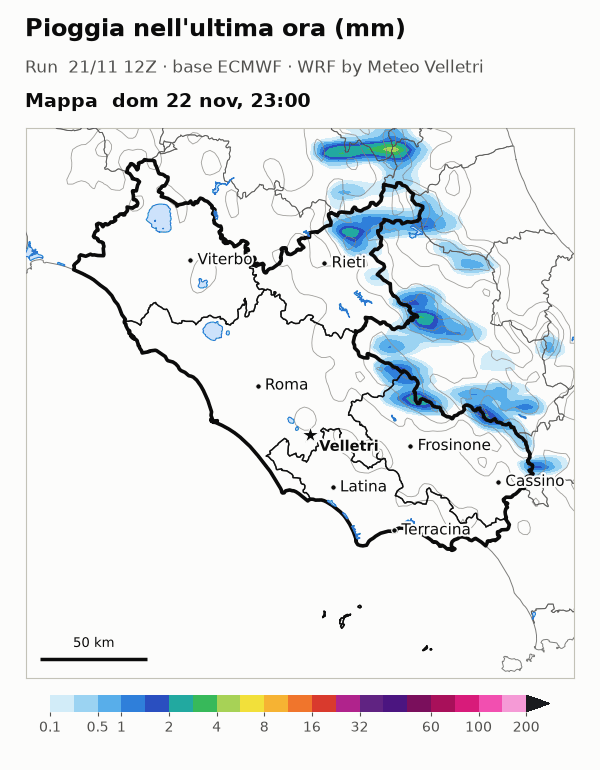 Pioggia nell'ultima ora (mm)
Run  21/11 12Z · base ECMWF · WRF by Meteo Velletri
Mappa  dom 22 nov, 23:00
Viterbo
Rieti
Roma
Velletri
Frosinone
Latina
Cassino
Terracina
50 km
0.1 0.5 1 2 4 8 16 32 60 100 200